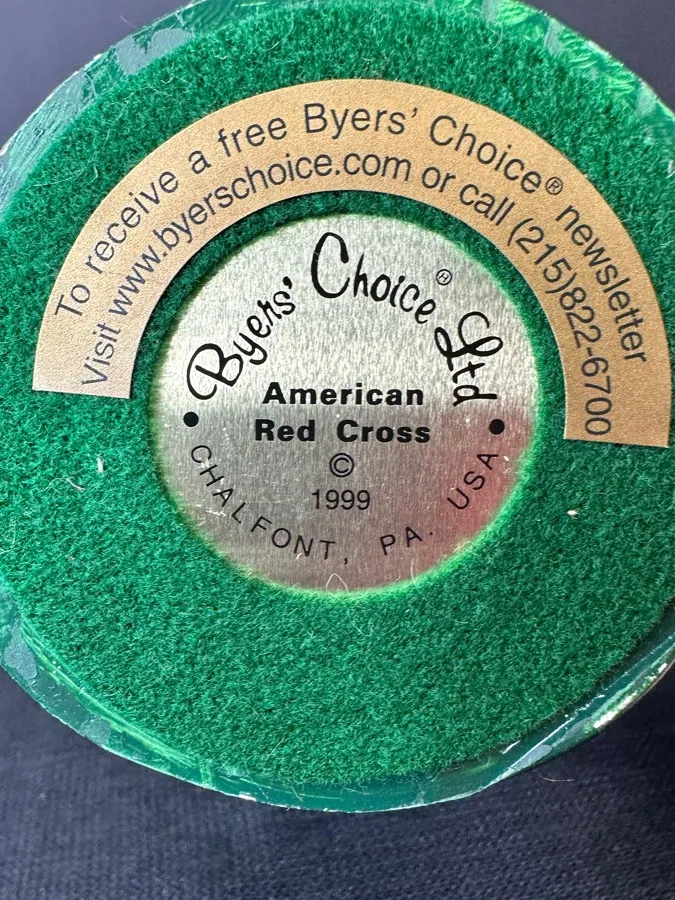 To receive a free Byers' Choice® newsletter
Visit www.byerschoice.com or call (215)822-6700
Byers' Choice® Ltd
American
Red Cross
©
1999
• CHALFONT, PA. USA •